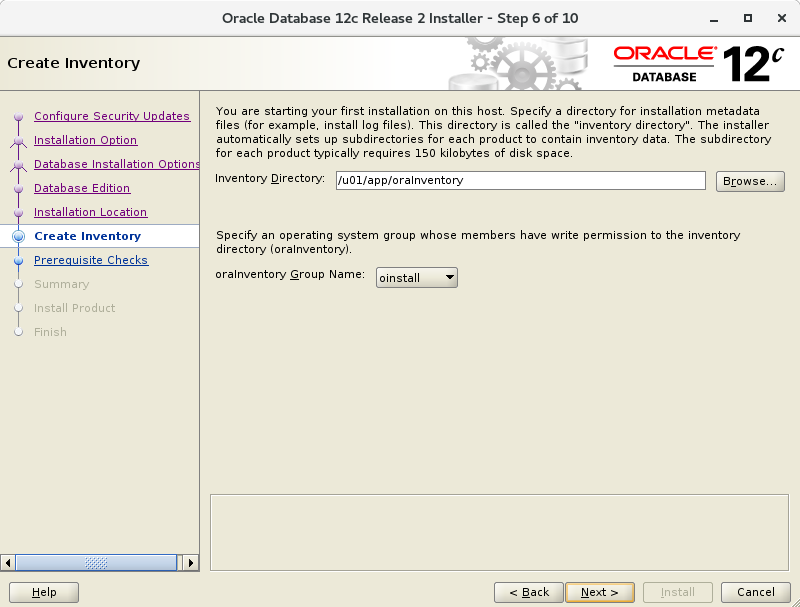 Oracle Database 12c Release 2 Installer - Step 6 of 10
Create Inventory
ORACLE
DATABASE
12c
Configure Security Updates
Installation Option
Database Installation Options
Database Edition
Installation Location
Create Inventory
Prerequisite Checks
Summary
Install Product
Finish
You are starting your first installation on this host. Specify a directory for installation metadata
files (for example, install log files). This directory is called the "inventory directory". The installer
automatically sets up subdirectories for each product to contain inventory data. The subdirectory
for each product typically requires 150 kilobytes of disk space.
Inventory Directory: /u01/app/oraInventory Browse...
Specify an operating system group whose members have write permission to the inventory
directory (oraInventory).
oraInventory Group Name: oinstall
Help < Back Next > Install Cancel